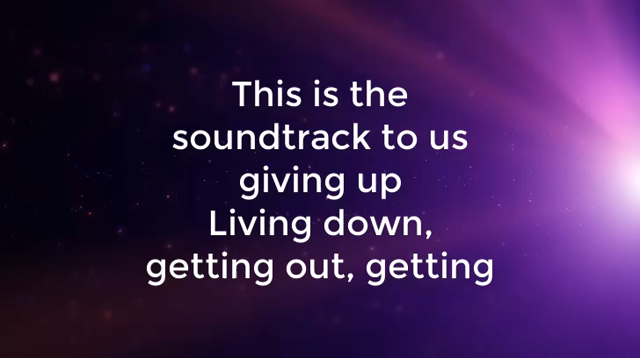 This is the
soundtrack to us
giving up
Living down,
getting out, getting